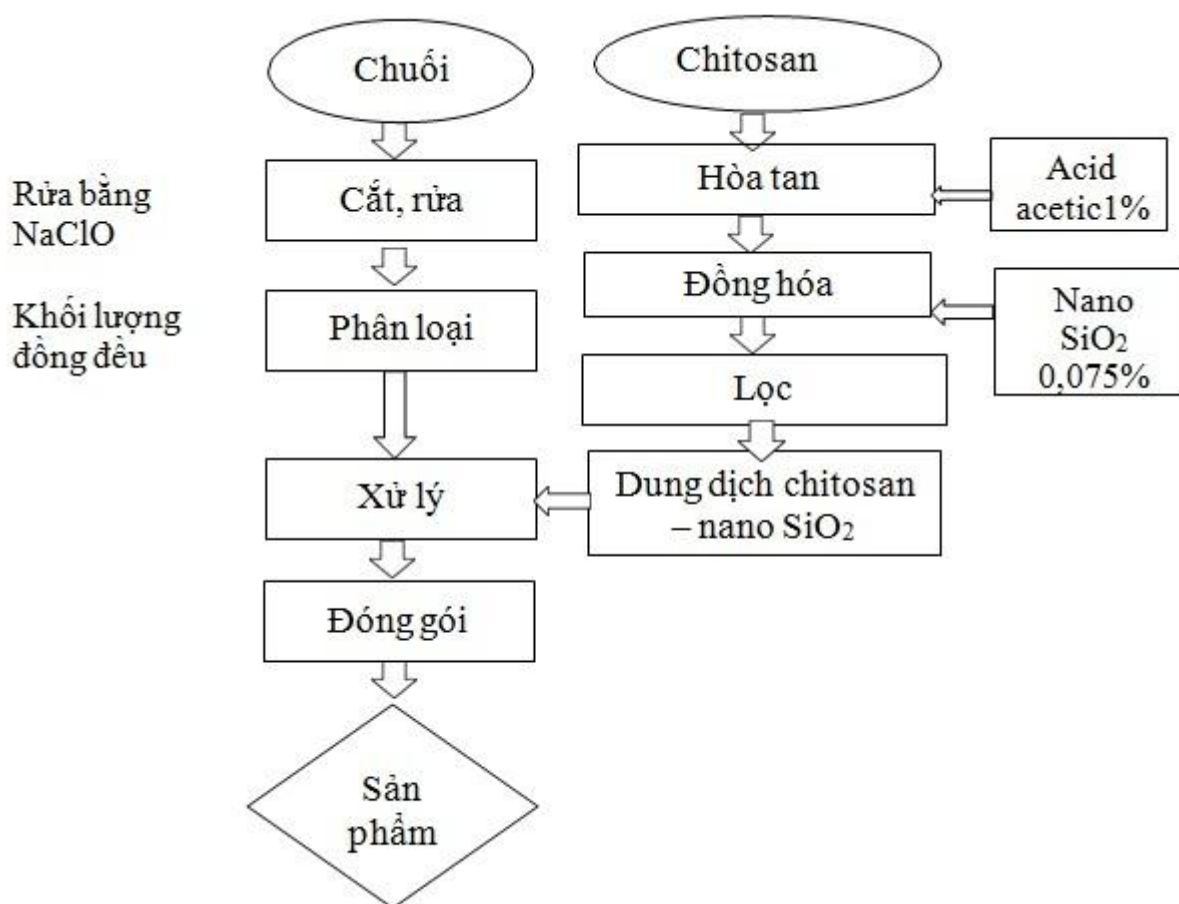 Chuối
Chitosan
Rửa bằng
NaClO
Cắt, rửa
Hòa tan
Acid
acetic1%
Khối lượng
đồng đều
Phân loại
Đồng hóa
Nano
SiO₂
0,075%
Lọc
Xử lý
Dung dịch chitosan
– nano SiO₂
Đóng gói
Sản
phẩm